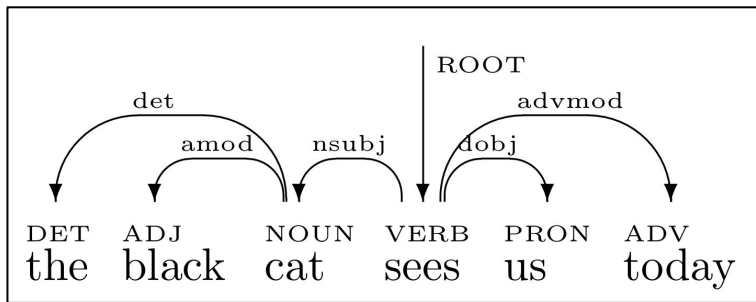 ROOT
det advmod
amod nsubj dobj
DET ADJ NOUN VERB PRON ADV
the black cat sees us today